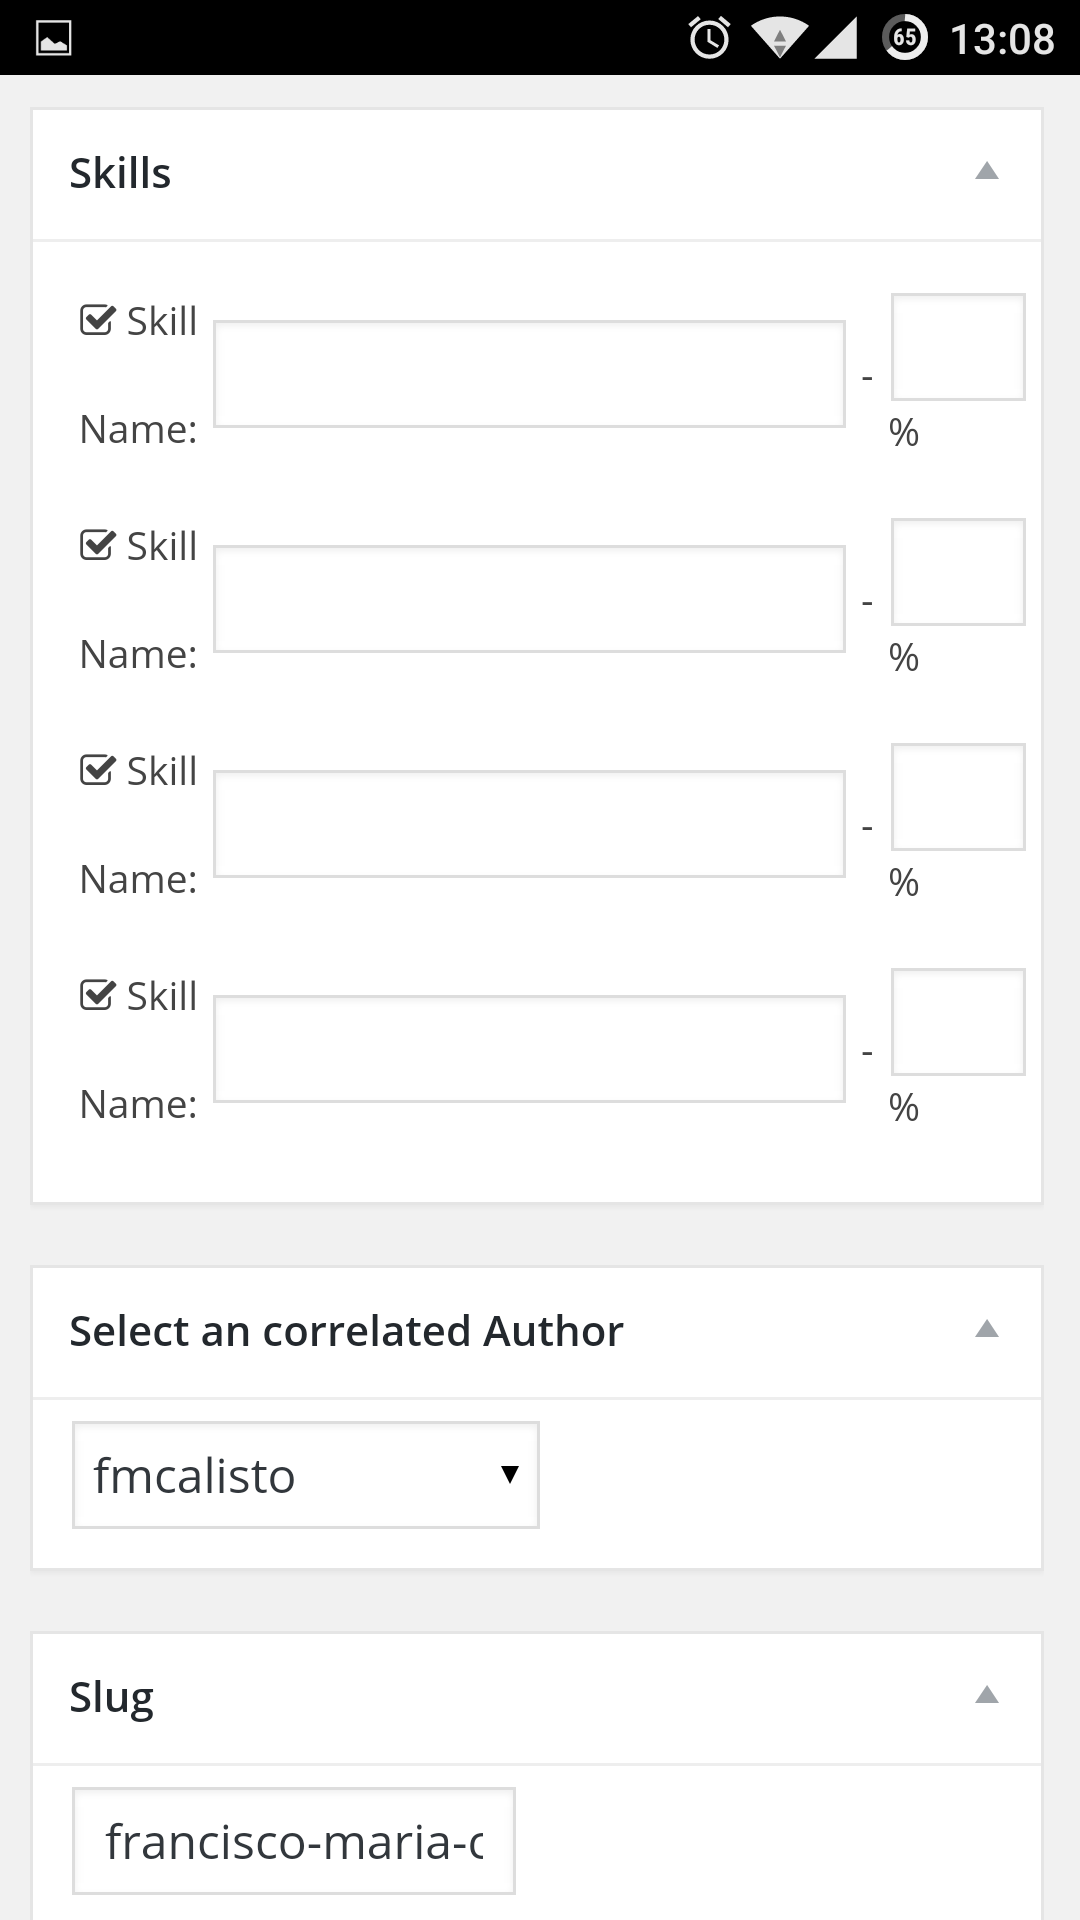 65 13:08
Skills
Skill
Name:
-
%
Skill
Name:
-
%
Skill
Name:
-
%
Skill
Name:
-
%
Select an correlated Author
fmcalisto
Slug
francisco-maria-c